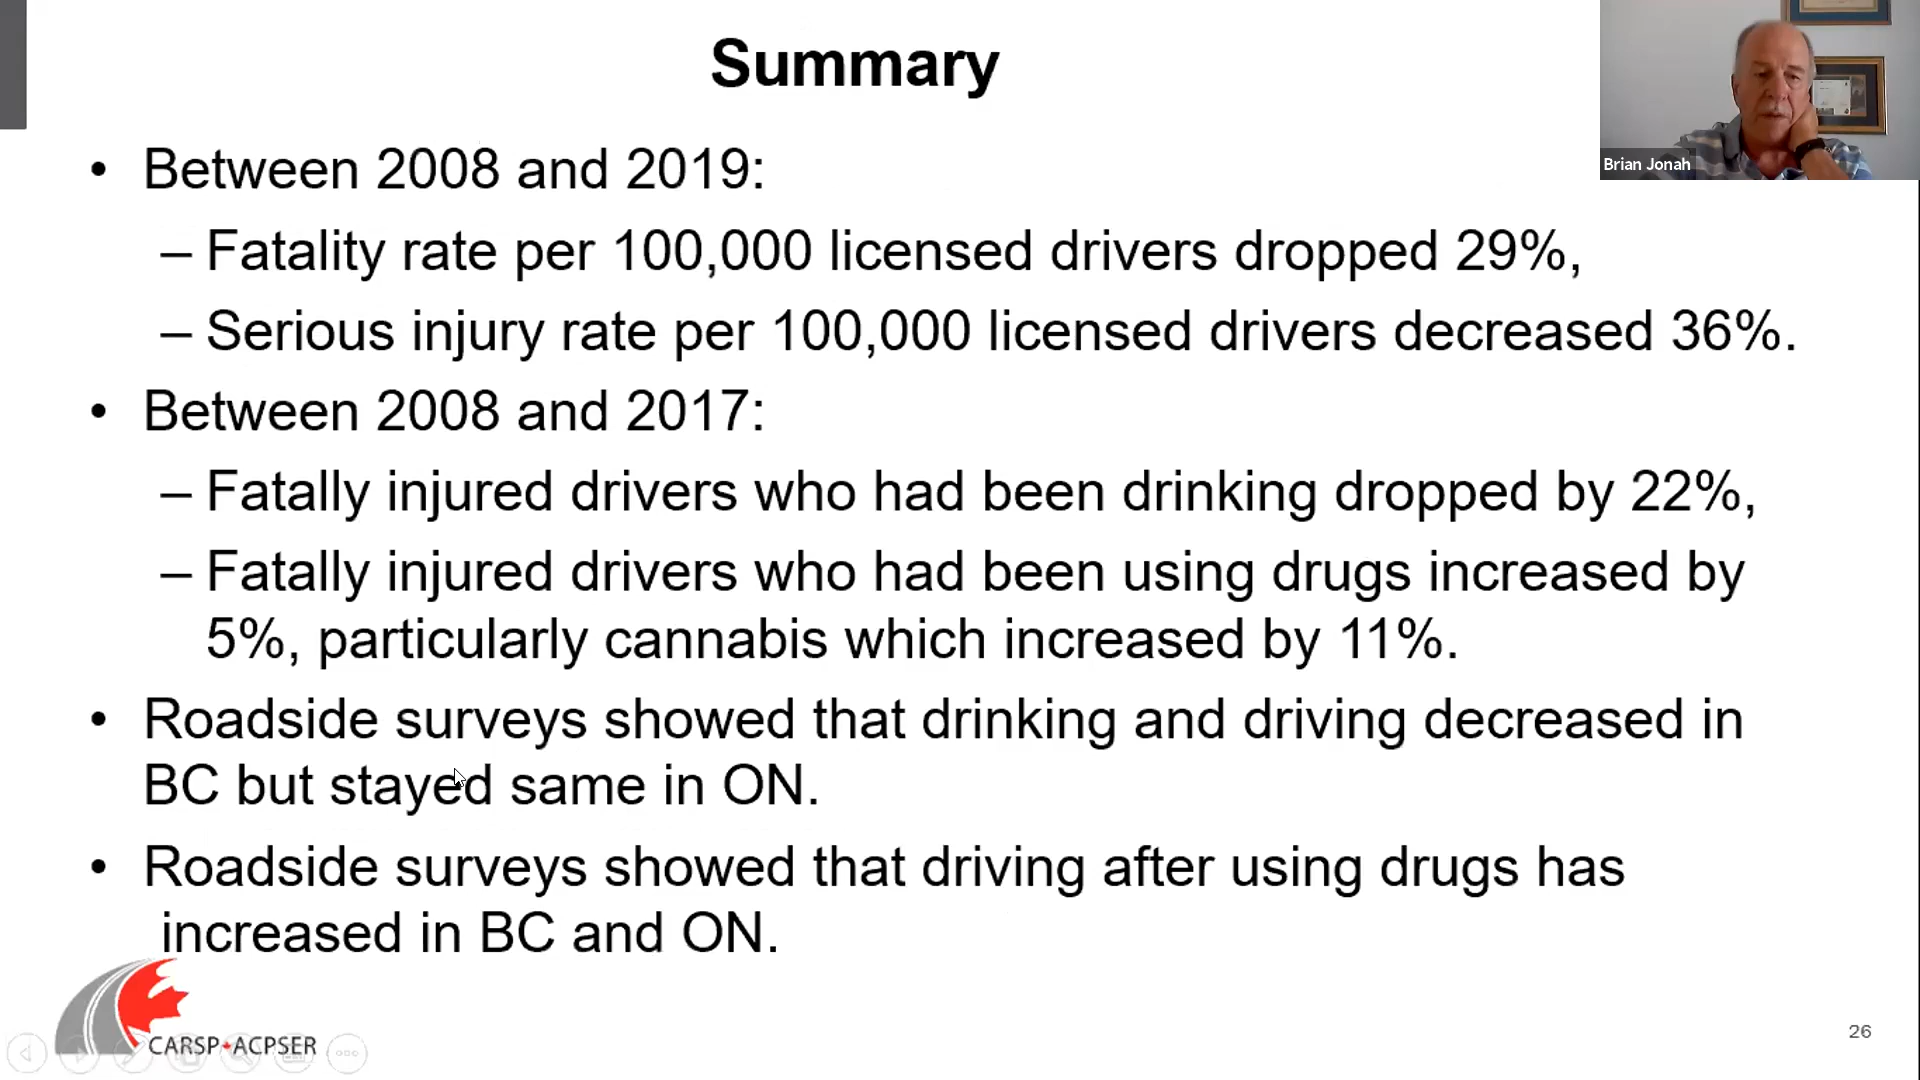 Summary
Brian Jonah
• Between 2008 and 2019:
– Fatality rate per 100,000 licensed drivers dropped 29%,
– Serious injury rate per 100,000 licensed drivers decreased 36%.
• Between 2008 and 2017:
– Fatally injured drivers who had been drinking dropped by 22%,
– Fatally injured drivers who had been using drugs increased by
5%, particularly cannabis which increased by 11%.
• Roadside surveys showed that drinking and driving decreased in
BC but stayed same in ON.
• Roadside surveys showed that driving after using drugs has
increased in BC and ON.
CARSP ACPSER
26